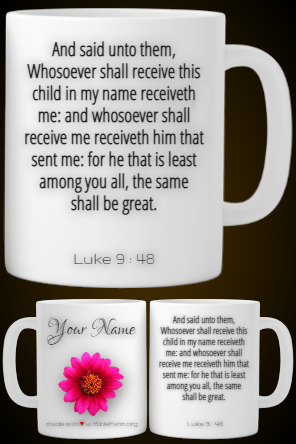 And said unto them,
Whosoever shall receive this
child in my name receiveth
me: and whosoever shall
receive me receiveth him that
sent me: for he that is least
among you all, the same
shall be great.
Luke 9 : 48
Your Name
made with at BibleFarm.org
And said unto them,
Whosoever shall receive this
child in my name receiveth
me: and whosoever shall
receive me receiveth him that
sent me: for he that is least
among you all, the same
shall be great.
Luke 9 : 48